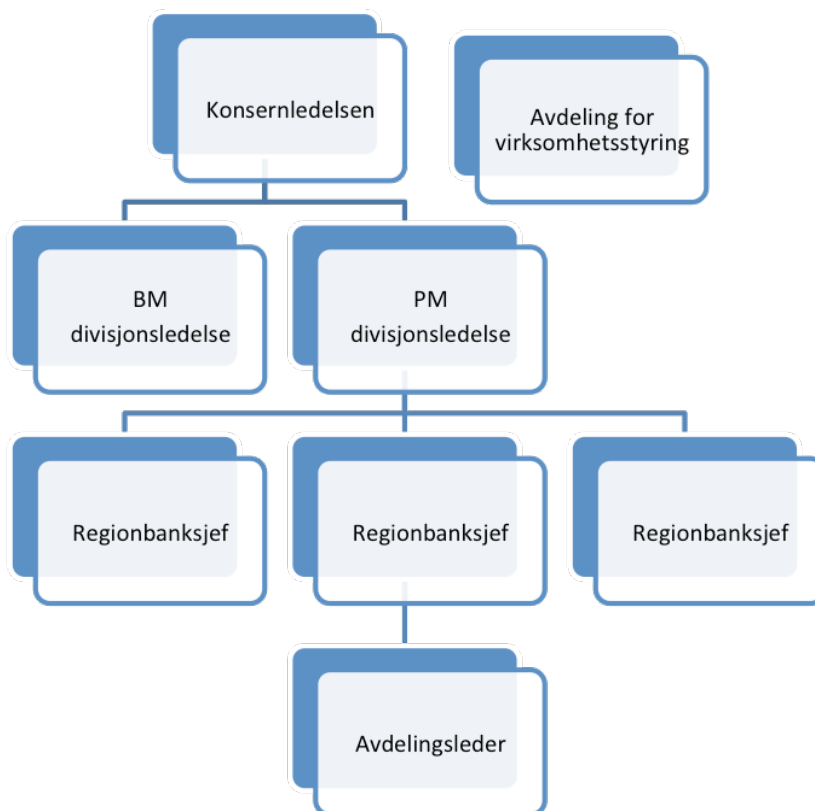 Konsernledelsen
Avdeling for
virksomhetsstyring
BM
divisjonsledelse
PM
divisjonsledelse
Regionbanksjef
Regionbanksjef
Regionbanksjef
Avdelingsleder